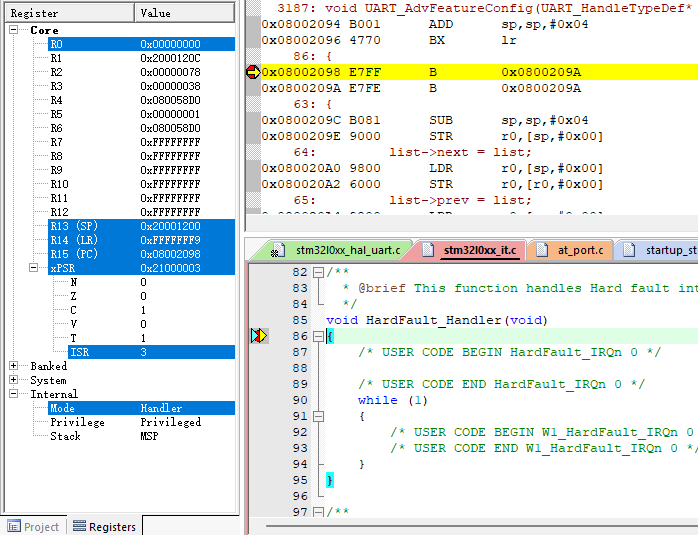 Register Value
Core
R0 0x00000000
R1 0x2000120C
R2 0x00000078
R3 0x00000038
R4 0x080058D0
R5 0x00000001
R6 0x080058D0
R7 0xFFFFFFFF
R8 0xFFFFFFFF
R9 0xFFFFFFFF
R10 0xFFFFFFFF
R11 0xFFFFFFFF
R12 0xFFFFFFFF
R13 (SP) 0x20001200
R14 (LR) 0xFFFFFFF9
R15 (PC) 0x08002098
xPSR 0x21000003
N 0
Z 0
C 1
V 0
T 1
ISR 3
Banked
System
Internal
Mode Handler
Privilege Privileged
Stack MSP
Project Registers
3187: void UART_AdvFeatureConfig(UART_HandleTypeDef*
0x08002094 B001 ADD sp,sp,#0x04
0x08002096 4770 BX lr
86: {
0x08002098 E7FF B 0x0800209A
0x0800209A E7FE B 0x0800209A
63: {
0x0800209C B081 SUB sp,sp,#0x04
0x0800209E 9000 STR r0,[sp,#0x00]
64: list->next = list;
0x080020A0 9800 LDR r0,[sp,#0x00]
0x080020A2 6000 STR r0,[r0,#0x00]
65: list->prev = list;
stm32l0xx_hal_uart.c stm32l0xx_it.c at_port.c startup_st
82 /**
83 * @brief This function handles Hard fault int
84 */
85 void HardFault_Handler(void)
86 {
87 /* USER CODE BEGIN HardFault_IRQn 0 */
88
89 /* USER CODE END HardFault_IRQn 0 */
90 while (1)
91 {
92 /* USER CODE BEGIN W1_HardFault_IRQn 0
93 /* USER CODE END W1_HardFault_IRQn 0 */
94 }
95 }
96
97 /**